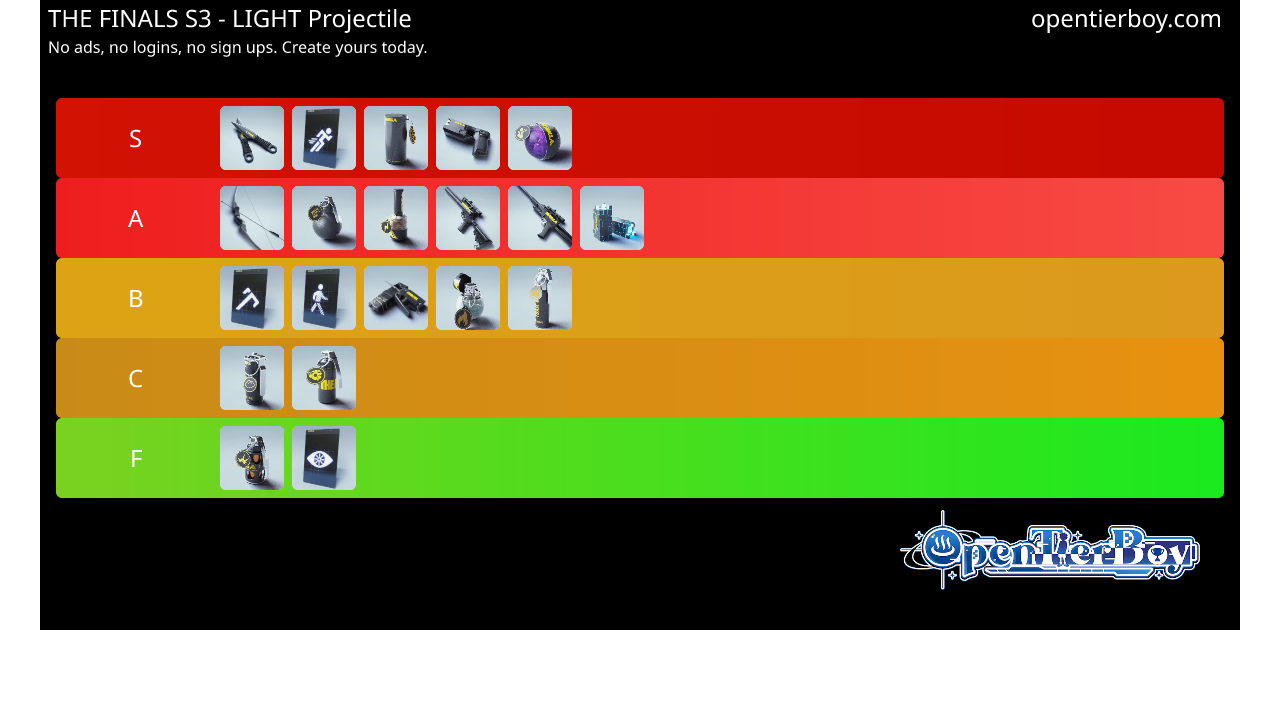 THE FINALS S3 - LIGHT Projectile
opentierboy.com
No ads, no logins, no sign ups. Create yours today.
S
A
B
C
F
OpenTierBoy